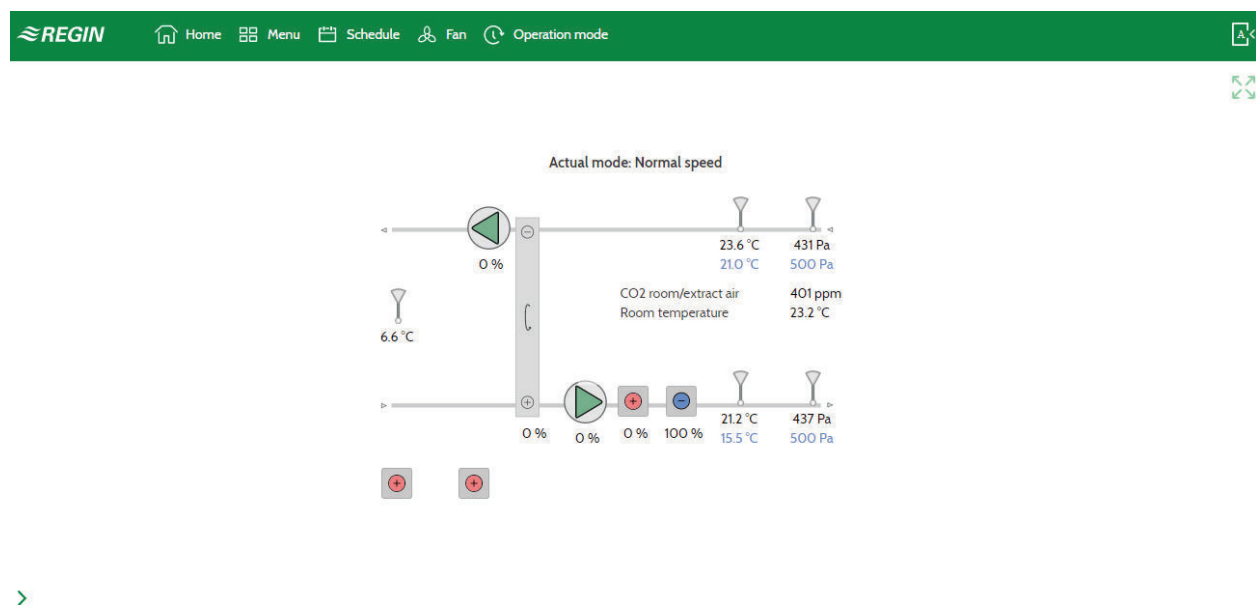 REGIN Home Menu Schedule Fan Operation mode A
Actual mode: Normal speed
23.6 °C 431 Pa
0 % 21.0 °C 500 Pa
CO2 room/extract air 401 ppm
Room temperature 23.2 °C
6.6 °C
21.2 °C 437 Pa
0 % 0 % 0 % 100 % 15.5 °C 500 Pa